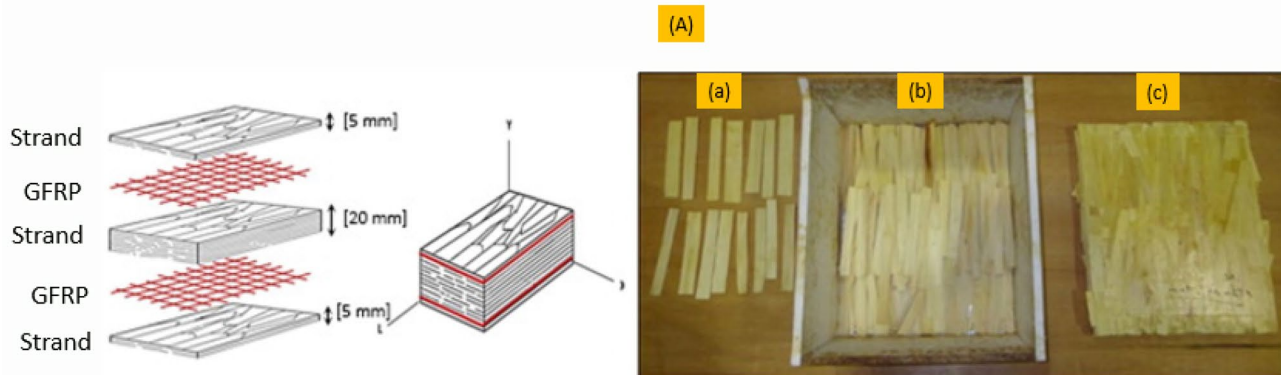 (A)
Strand
[5 mm]
GFRP
Strand
[20 mm]
GFRP
[5 mm]
Strand
Y
L
(a)
(b)
(c)